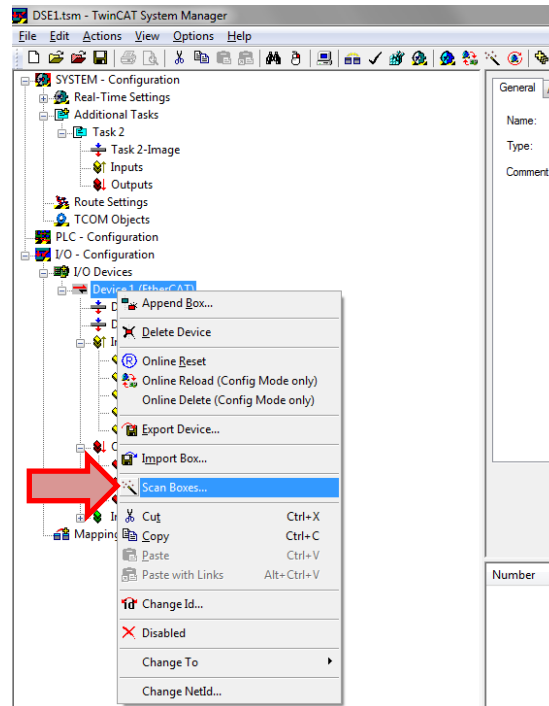 DSE1.tsm - TwinCAT System Manager
File Edit Actions View Options Help
SYSTEM - Configuration
Real-Time Settings
Additional Tasks
Task 2
Task 2-Image
Inputs
Outputs
Route Settings
TCOM Objects
PLC - Configuration
I/O - Configuration
I/O Devices
Device 1 (EtherCAT)
Mapping
Append Box...
Delete Device
Online Reset
Online Reload (Config Mode only)
Online Delete (Config Mode only)
Export Device...
Import Box...
Scan Boxes...
Cut Ctrl+X
Copy Ctrl+C
Paste Ctrl+V
Paste with Links Alt+Ctrl+V
Change Id...
Disabled
Change To
Change NetId...
General
Name:
Type:
Comment
Number